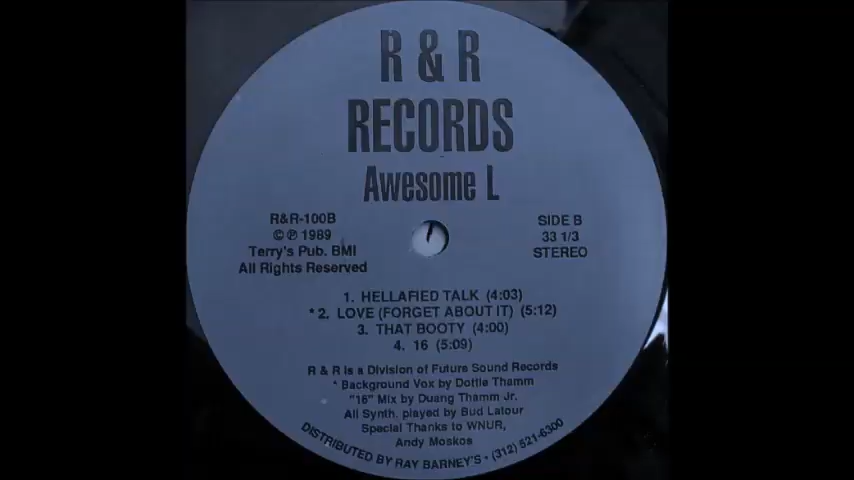 R & R
RECORDS
Awesome L
R&R-100B
© ℗ 1989
Terry's Pub. BMI
All Rights Reserved
SIDE B
33 1/3
STEREO
1. HELLAFIED TALK (4:03)
* 2. LOVE (FORGET ABOUT IT) (5:12)
3. THAT BOOTY (4:00)
4. 16 (5:09)
R & R is a Division of Future Sound Records
* Background Vox by Dottie Thamm
"16" Mix by Duang Thamm Jr.
All Synth. played by Bud Latour
Special Thanks to WNUR,
Andy Moskos
DISTRIBUTED BY RAY BARNEY'S • (312) 521-6300